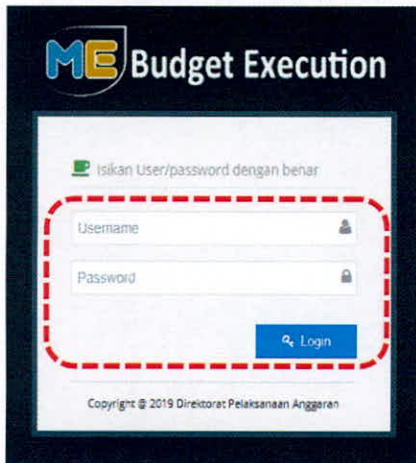 ME Budget Execution
Isikan User/password dengan benar
Username
Password
Login
Copyright @ 2019 Direktorat Pelaksanaan Anggaran